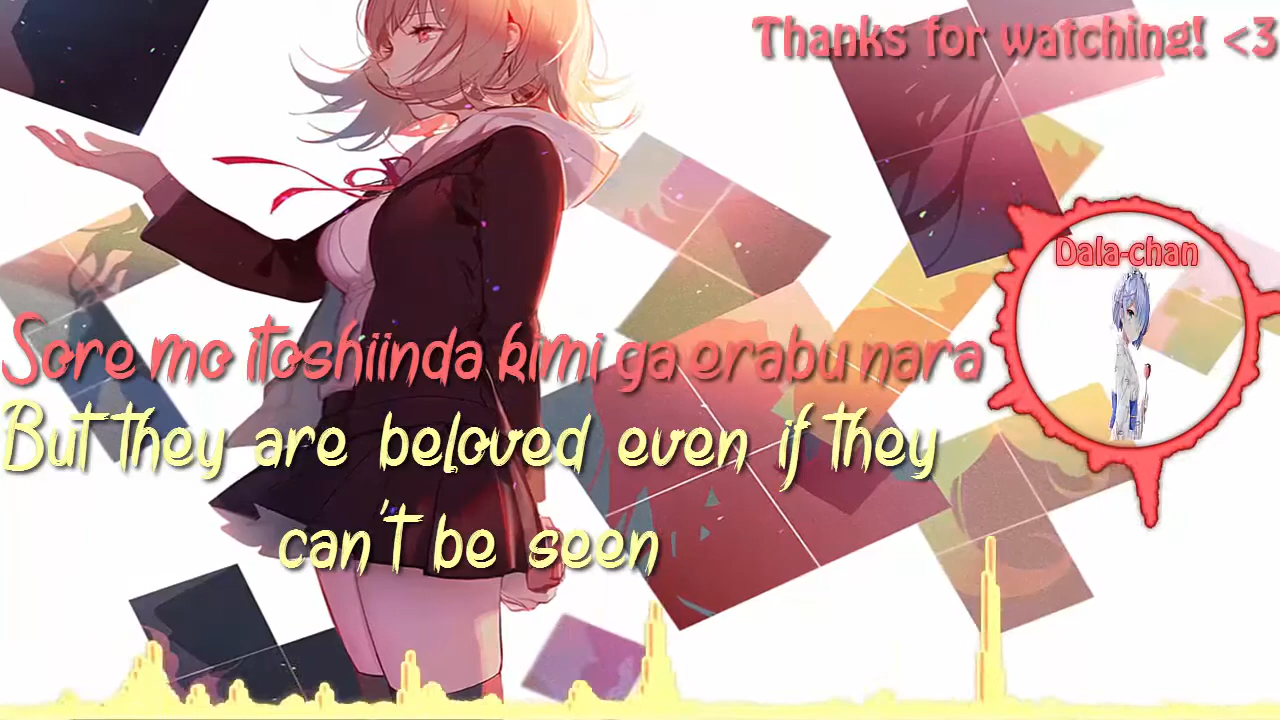 Thanks for watching! <3
Dala-chan
Sore mo itoshiinda kimi ga erabu nara
But they are beloved even if they
can't be seen